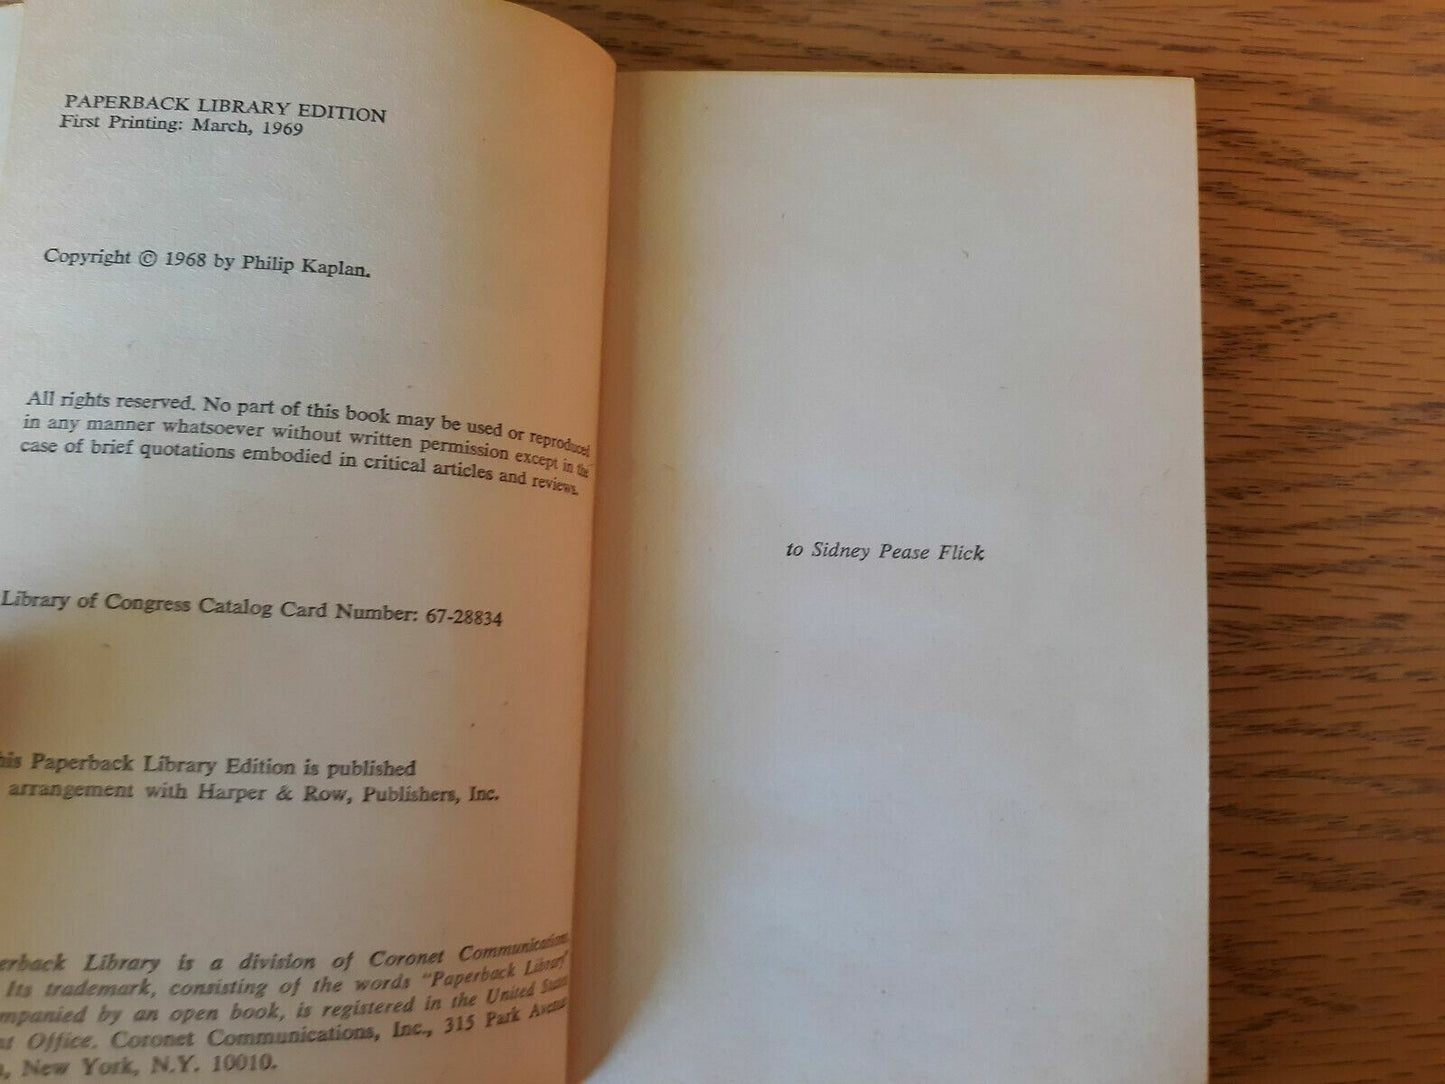 PAPERBACK LIBRARY EDITION
First Printing: March, 1969
Copyright © 1968 by Philip Kaplan.
All rights reserved. No part of this book may be used or reproduced
in any manner whatsoever without written permission except in the
case of brief quotations embodied in critical articles and reviews.
Library of Congress Catalog Card Number: 67-28834
his Paperback Library Edition is published
arrangement with Harper & Row, Publishers, Inc.
erback Library is a division of Coronet Communications,
Its trademark, consisting of the words "Paperback Library"
mpanied by an open book, is registered in the United States
nt Office. Coronet Communications, Inc., 315 Park Avenue
, New York, N.Y. 10010.
to Sidney Pease Flick